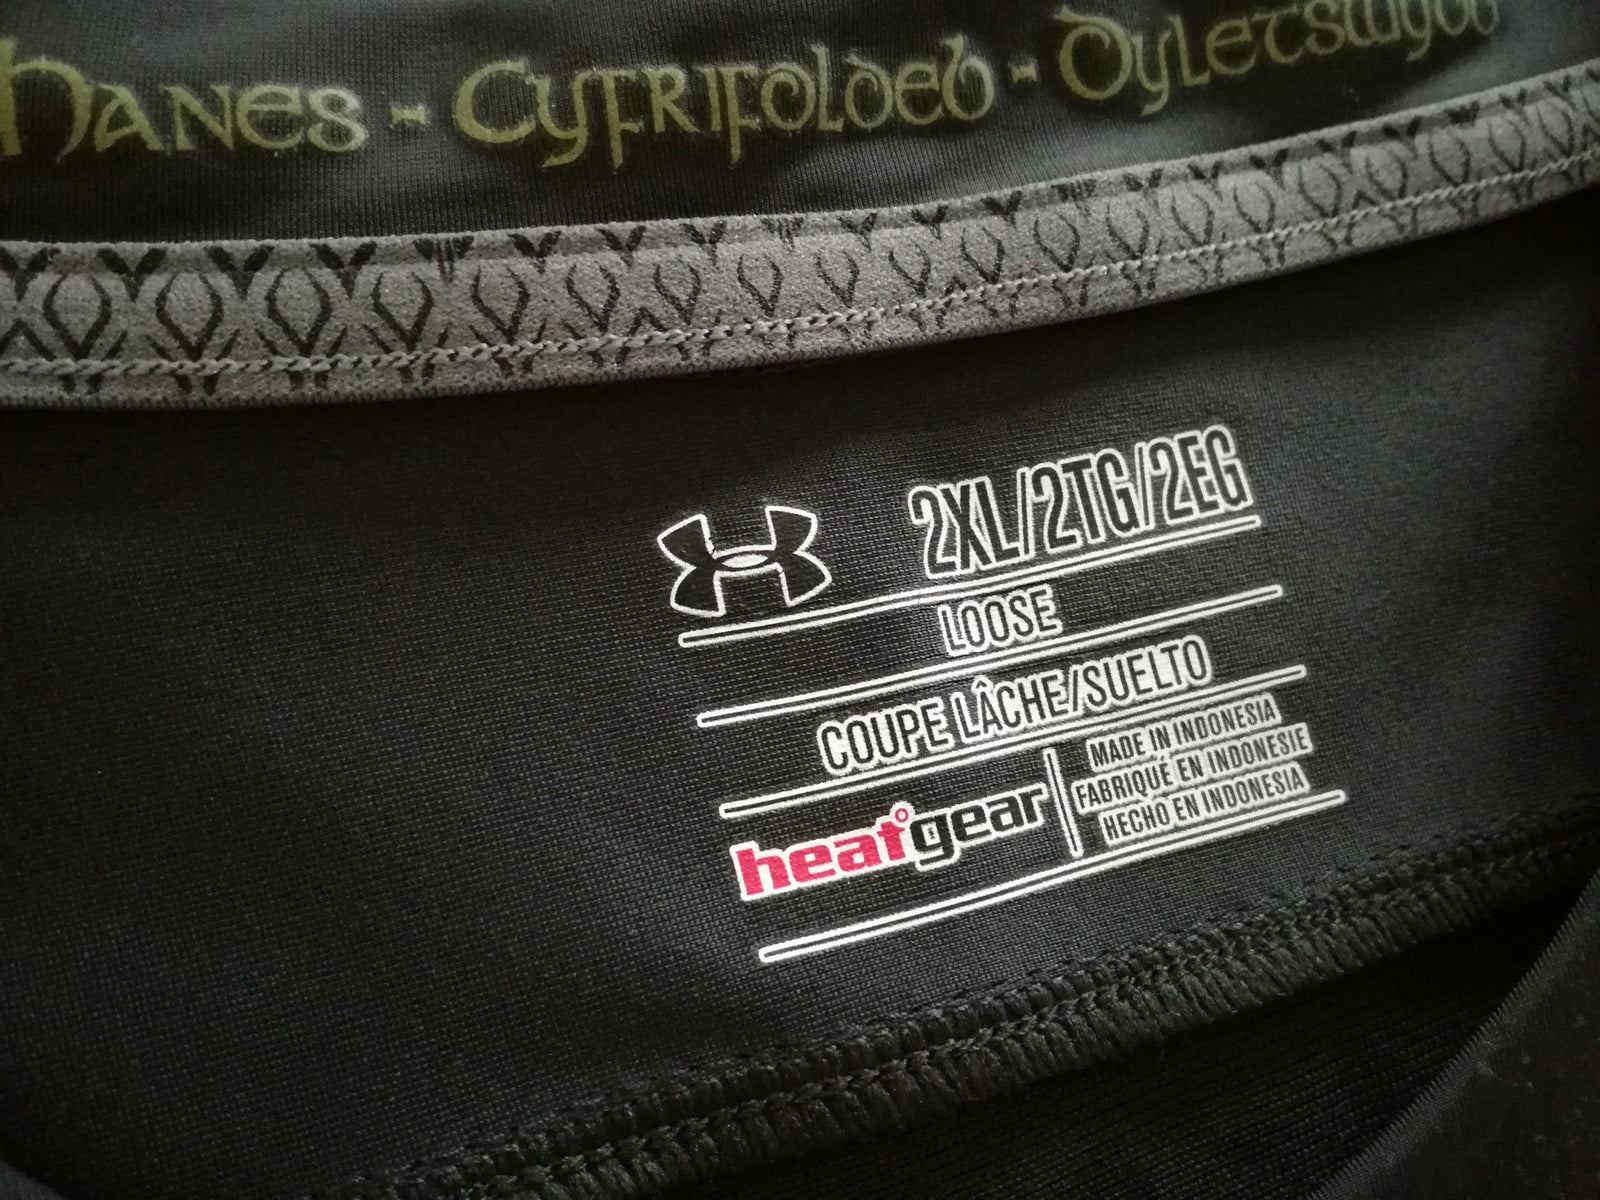 Hanes - Cyfrifoldeb - Dyletswydd
2XL/2TG/2EG
LOOSE
COUPE LÂCHE/SUELTO
heatgear
MADE IN INDONESIA
FABRIQUÉ EN INDONESIE
HECHO EN INDONESIA